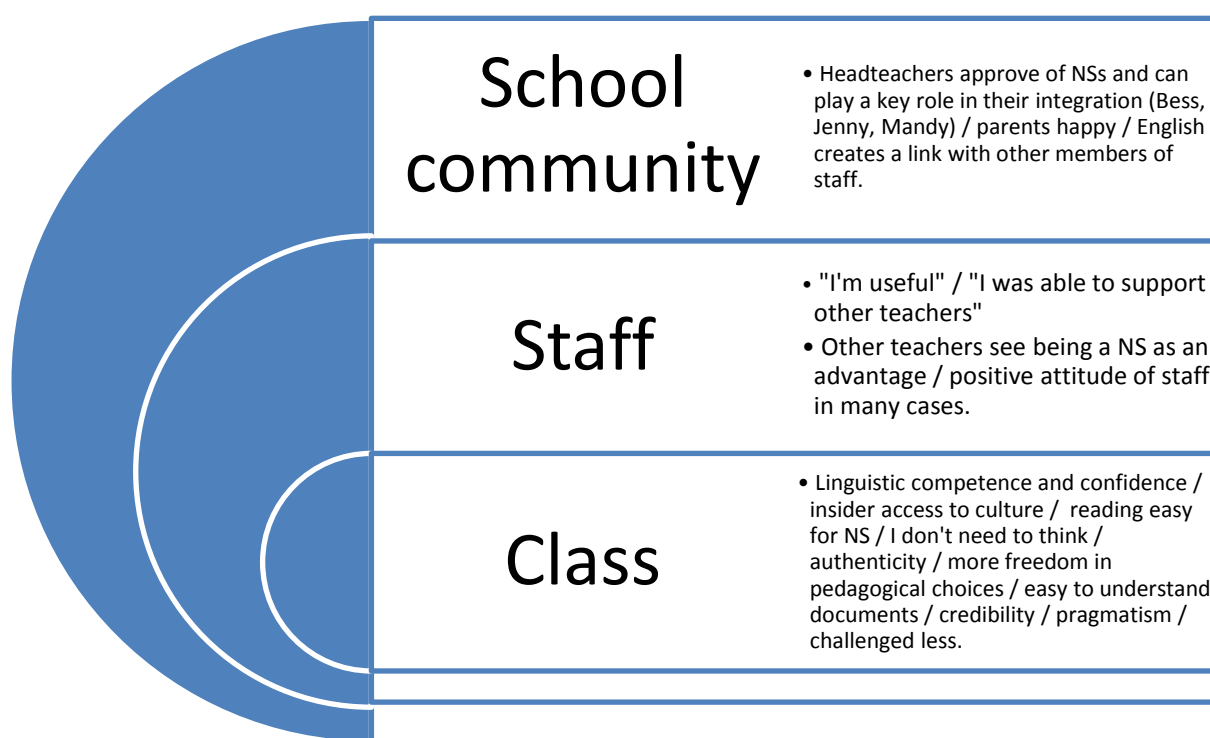 School
community
• Headteachers approve of NSs and can
play a key role in their integration (Bess,
Jenny, Mandy) / parents happy / English
creates a link with other members of
staff.
Staff
• "I'm useful" / "I was able to support
other teachers"
• Other teachers see being a NS as an
advantage / positive attitude of staff
in many cases.
Class
• Linguistic competence and confidence /
insider access to culture /  reading easy
for NS / I don't need to think /
authenticity / more freedom in
pedagogical choices / easy to understand
documents / credibility / pragmatism /
challenged less.